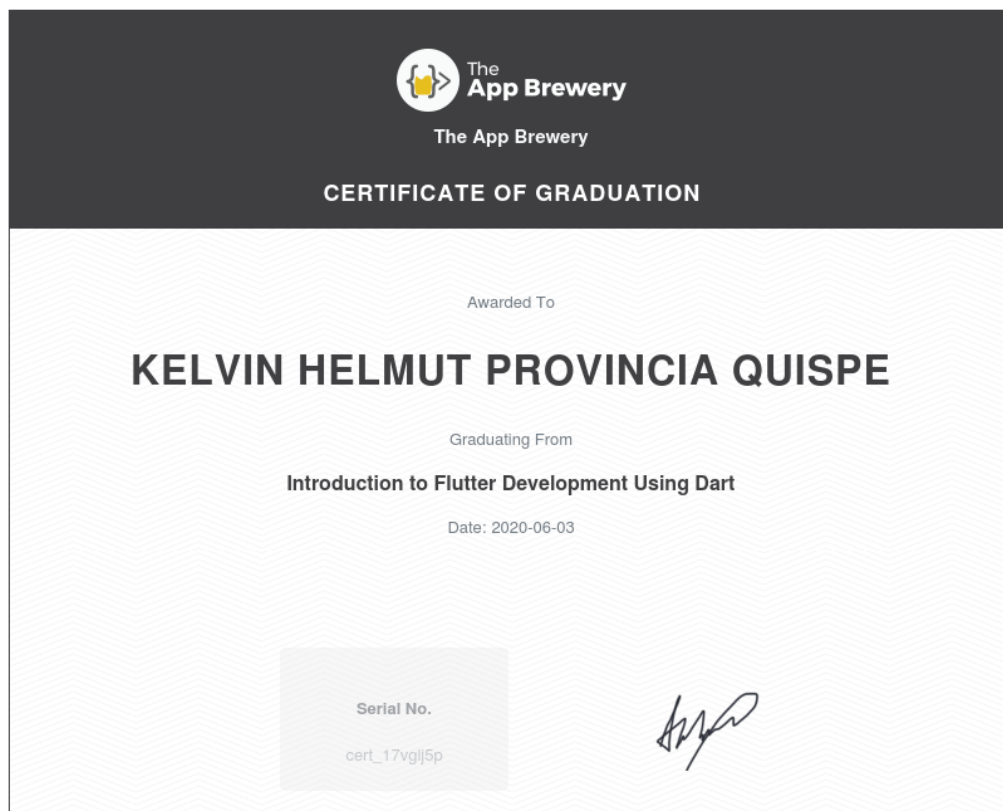 The
App Brewery
The App Brewery
CERTIFICATE OF GRADUATION
Awarded To
KELVIN HELMUT PROVINCIA QUISPE
Graduating From
Introduction to Flutter Development Using Dart
Date: 2020-06-03
Serial No.
cert_17vglj5p